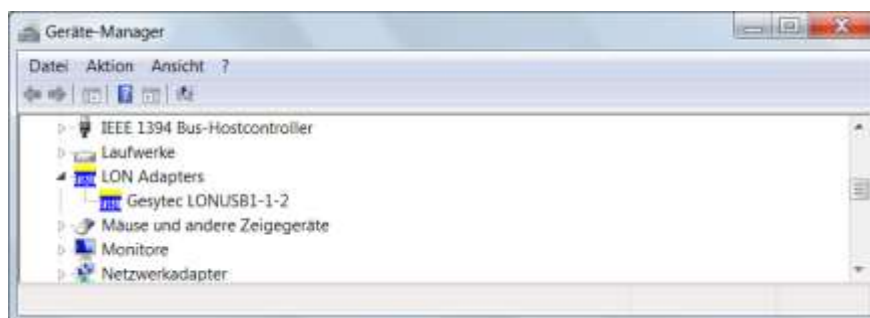 Geräte-Manager
Datei Aktion Ansicht ?
IEEE 1394 Bus-Hostcontroller
Laufwerke
LON Adapters
Gesytec LONUSB1-1-2
Mäuse und andere Zeigegeräte
Monitore
Netzwerkadapter